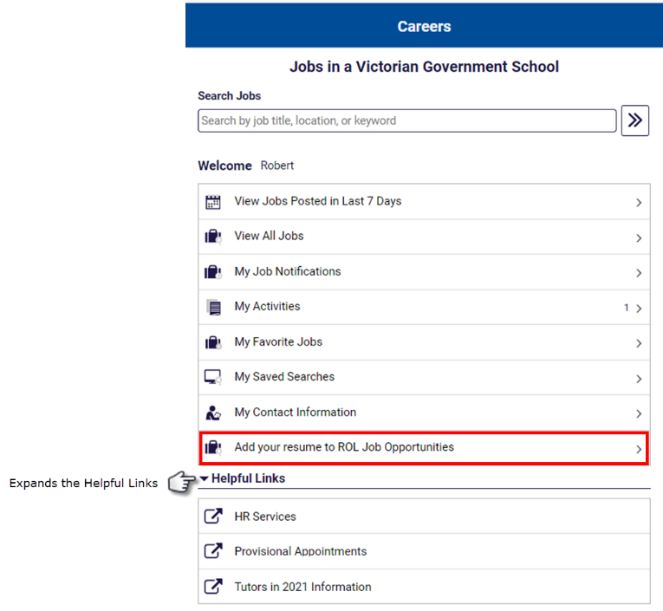 Careers
Jobs in a Victorian Government School
Search Jobs
Search by job title, location, or keyword
Welcome Robert
View Jobs Posted in Last 7 Days
View All Jobs
My Job Notifications
My Activities 1
My Favorite Jobs
My Saved Searches
My Contact Information
Add your resume to ROL Job Opportunities
Expands the Helpful Links Helpful Links
HR Services
Provisional Appointments
Tutors in 2021 Information